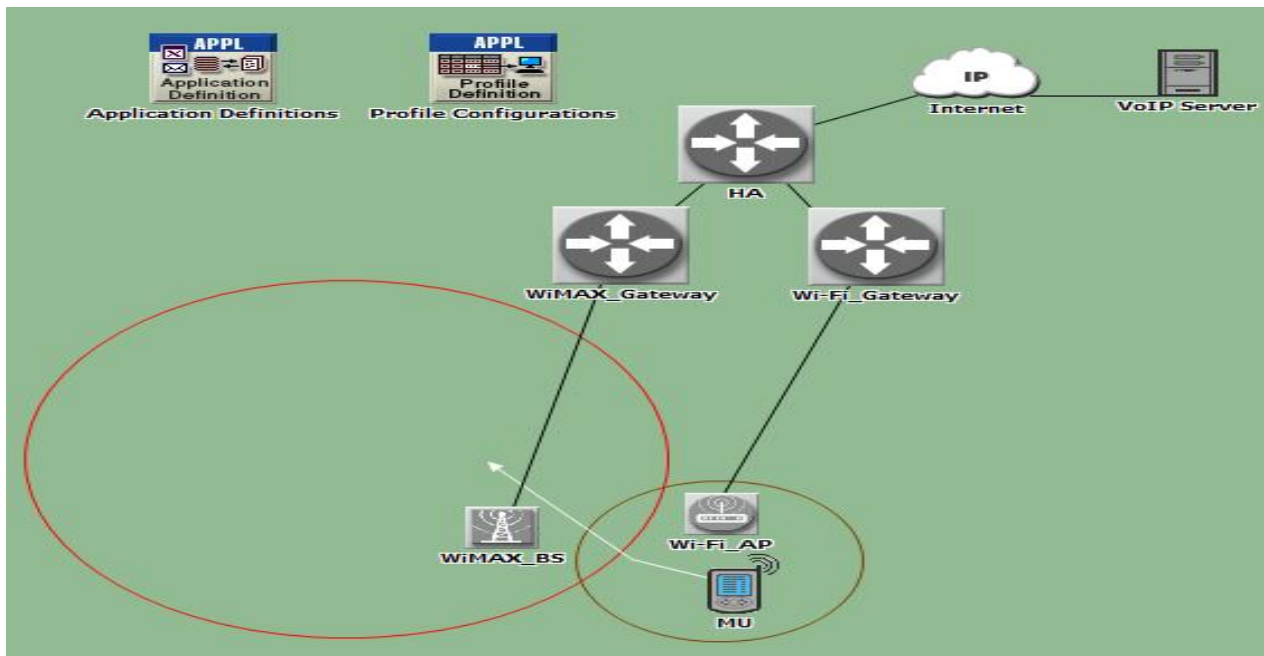 APPL
Application
Definition
Application Definitions
APPL
Profiile
Definition
Profile Configurations
IP
Internet
VoIP Server
HA
WiMAX_Gateway
Wi-Fi_Gateway
WiMAX_BS
Wi-Fi_AP
MU